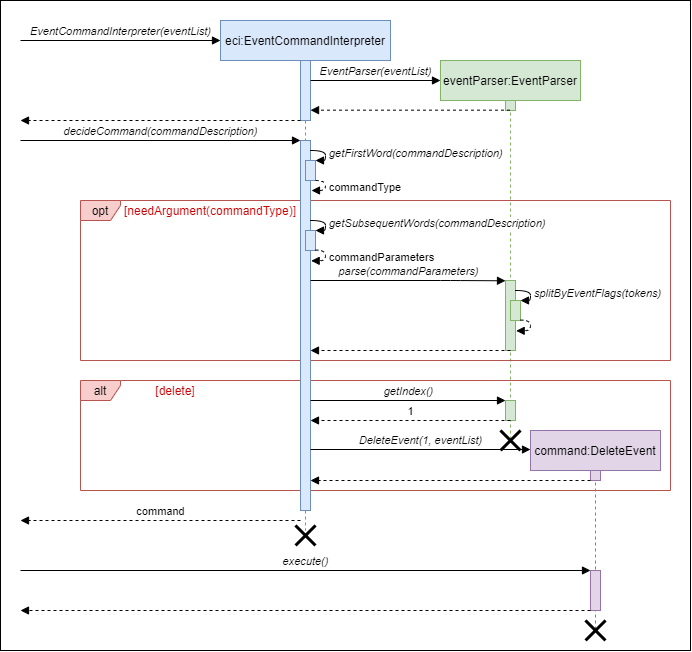 EventCommandInterpreter(eventList)
eci:EventCommandInterpreter
EventParser(eventList)
eventParser:EventParser
decideCommand(commandDescription)
getFirstWord(commandDescription)
commandType
opt
[needArgument(commandType)]
getSubsequentWords(commandDescription)
commandParameters
parse(commandParameters)
splitByEventFlags(tokens)
alt
[delete]
getIndex()
1
DeleteEvent(1, eventList)
command:DeleteEvent
command
execute()